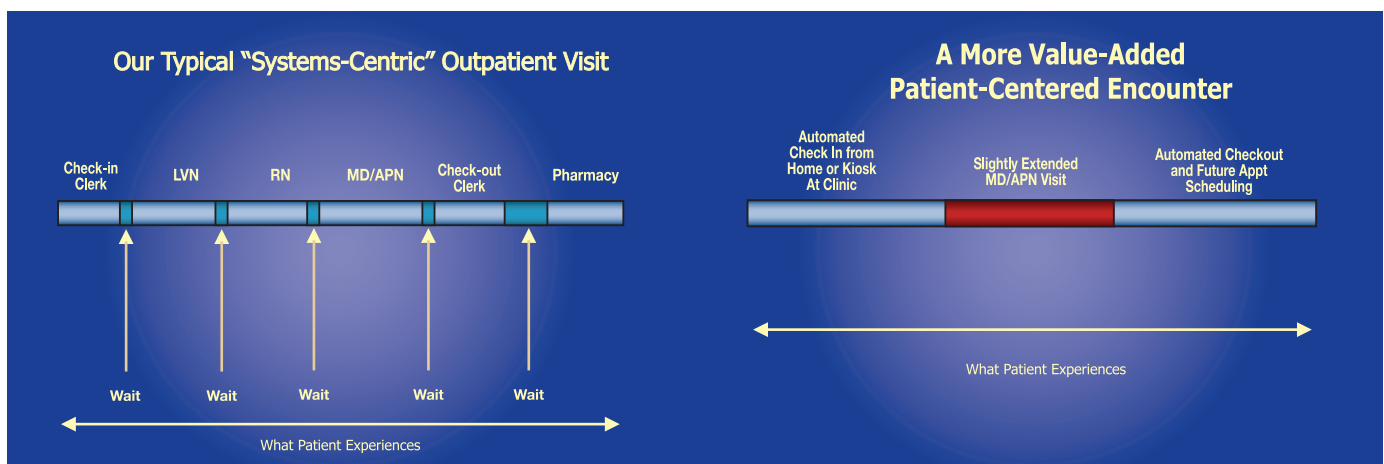 Our Typical “Systems-Centric” Outpatient Visit
Check-in
Clerk
LVN
RN
MD/APN
Check-out
Clerk
Pharmacy
Wait
Wait
Wait
Wait
Wait
What Patient Experiences
A More Value-Added
Patient-Centered Encounter
Automated
Check In from
Home or Kiosk
At Clinic
Slightly Extended
MD/APN Visit
Automated Checkout
and Future Appt
Scheduling
What Patient Experiences